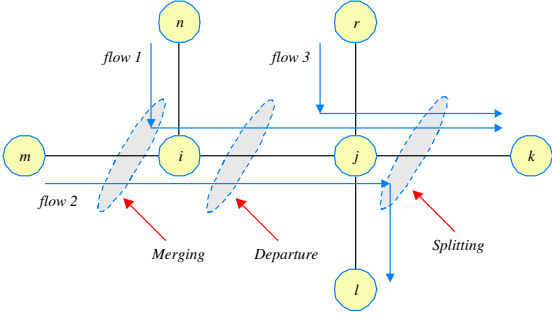 n
r
flow 1
flow 3
m
i
j
k
flow 2
Merging
Departure
Splitting
l